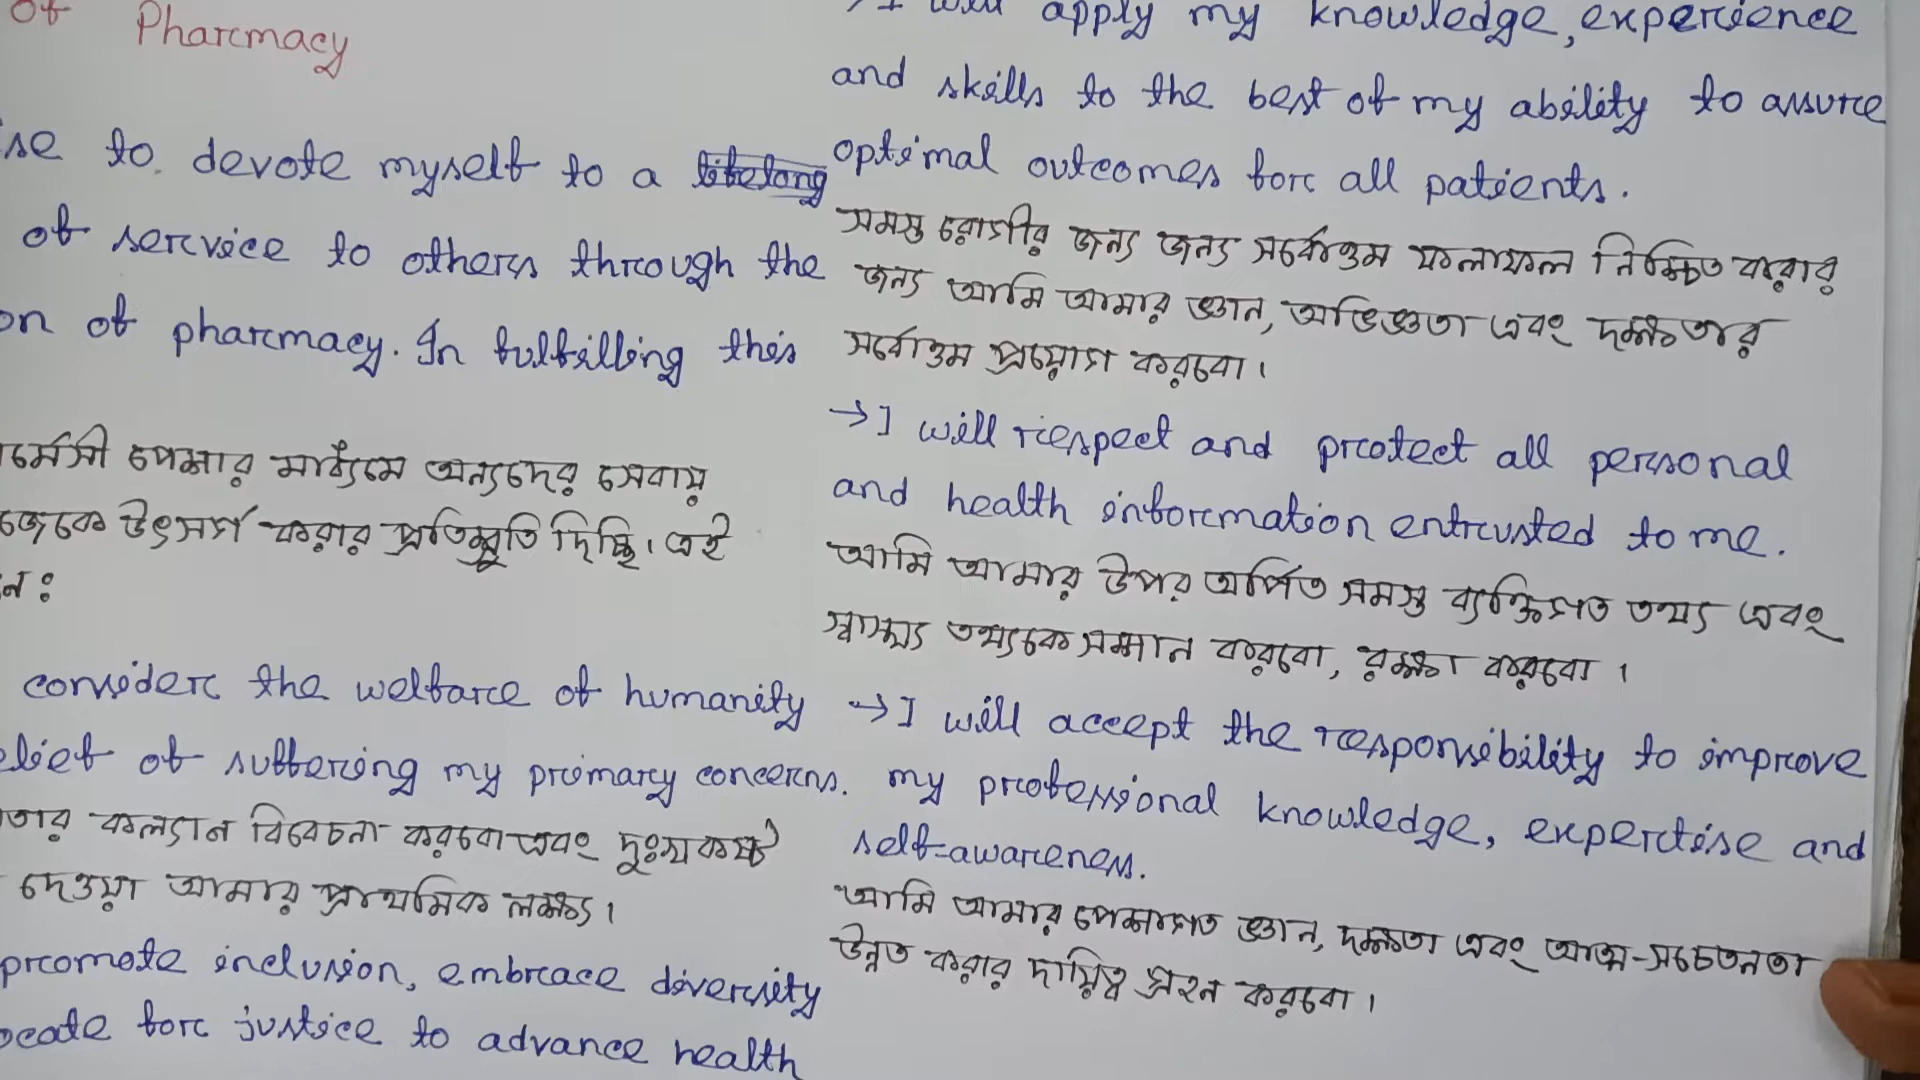 of Pharmacy
se to devote myself to a lifelong
of service to others through the
on of pharmacy. In fulfilling this
র্মেসী পেশার মাধ্যমে অন্যদের সেবায়
জেকে উৎসর্গ করার প্রতিশ্রুতি দিচ্ছি। এই
ন:
consider the welfare of humanity
elief of suffering my primary concerns.
তার কল্যান বিবেচনা করবো এবং দুঃখকষ্ট
দেওয়া আমার প্রাথমিক লক্ষ্য।
promote inclusion, embrace diversity
ocate for justice to advance health
→I will apply my knowledge, experience
and skills to the best of my ability to assure
optimal outcomes for all patients.
সমস্ত রোগীর জন্য জন্য সর্বোত্তম ফলাফল নিশ্চিত করার
জন্য আমি আমার জ্ঞান, অভিজ্ঞতা এবং দক্ষতার
সর্বোত্তম প্রয়োগ করবো।
→I will respect and protect all personal
and health information entrusted to me.
আমি আমার উপর অর্পিত সমস্ত ব্যক্তিগত তথ্য এবং
স্বাস্থ্য তথ্যকে সম্মান করবো, রক্ষা করবো।
→I will accept the responsibility to improve
my professional knowledge, expertise and
self-awareness.
আমি আমার পেশাগত জ্ঞান, দক্ষতা এবং আত্ম-সচেতনতা
উন্নত করার দায়িত্ব গ্রহন করবো।